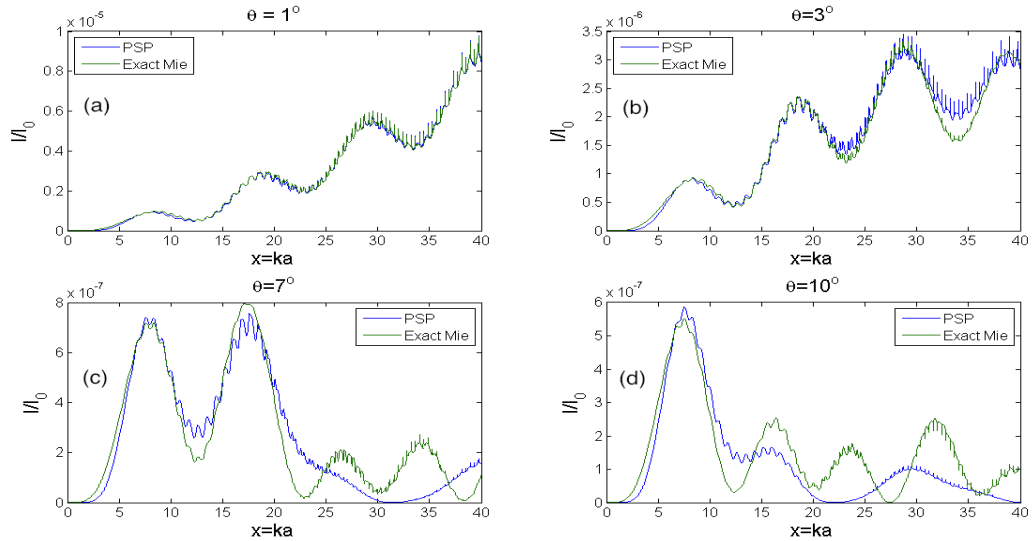 × 10⁻⁵
θ = 1°
PSP
Exact Mie
(a)
I/I₀
1
0.8
0.6
0.4
0.2
0
0 5 10 15 20 25 30 35 40
x=ka
× 10⁻⁶
θ=3°
PSP
Exact Mie
(b)
I/I₀
3.5
3
2.5
2
1.5
1
0.5
0
0 5 10 15 20 25 30 35 40
x=ka
× 10⁻⁷
θ=7°
PSP
Exact Mie
(c)
I/I₀
8
6
4
2
0
0 5 10 15 20 25 30 35 40
x=ka
× 10⁻⁷
θ=10°
PSP
Exact Mie
(d)
I/I₀
6
5
4
3
2
1
0
0 5 10 15 20 25 30 35 40
x=ka